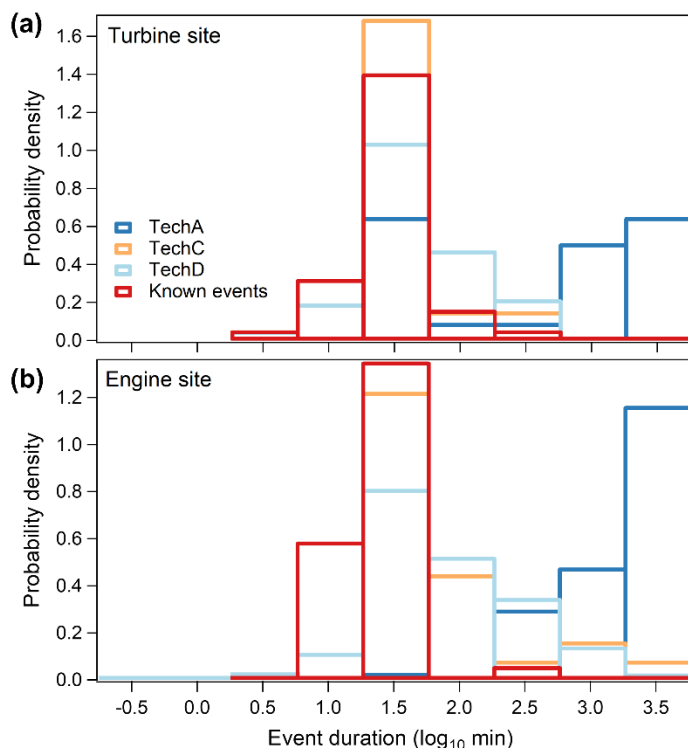 (a)
Turbine site
1.6
1.4
1.2
1.0
0.8
0.6
0.4
0.2
0.0
Probability density
TechA
TechC
TechD
Known events
(b)
Engine site
1.2
1.0
0.8
0.6
0.4
0.2
0.0
Probability density
-0.5 0.0 0.5 1.0 1.5 2.0 2.5 3.0 3.5
Event duration (log10 min)